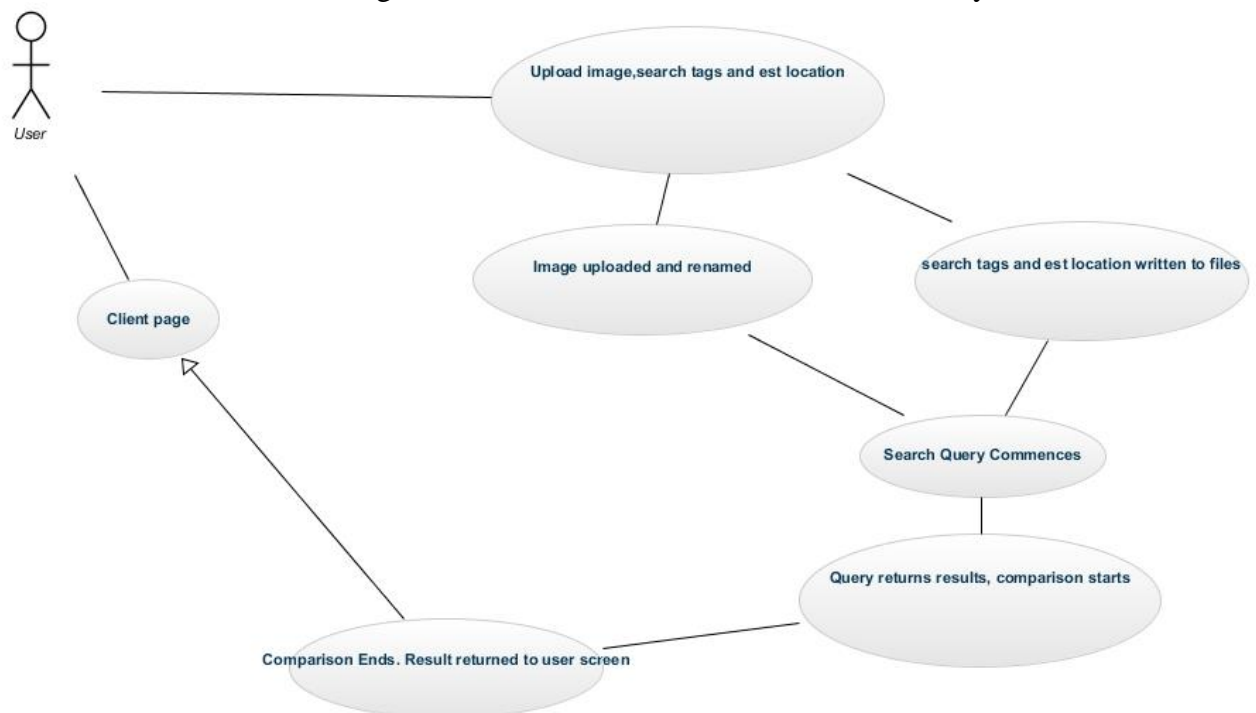 Upload image,search tags and est location
User
Image uploaded and renamed
search tags and est location written to files
Client page
Search Query Commences
Query returns results, comparison starts
Comparison Ends. Result returned to user screen